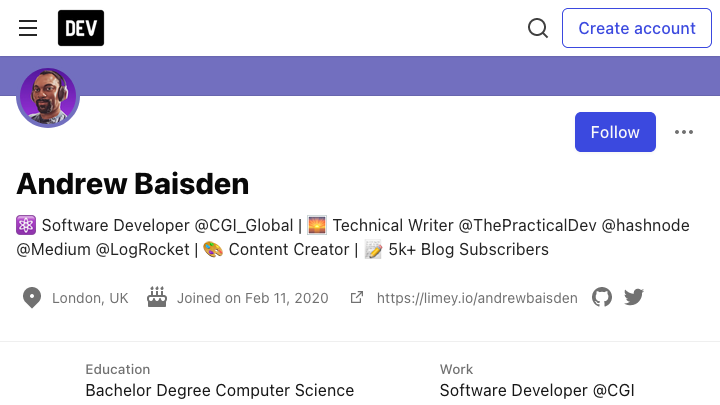 DEV
Create account
Follow
Andrew Baisden
⚛️ Software Developer @CGI_Global | 🌅 Technical Writer @ThePracticalDev @hashnode
@Medium @LogRocket | 🎨 Content Creator | 📝 5k+ Blog Subscribers
London, UK Joined on Feb 11, 2020 https://limey.io/andrewbaisden
Education Work
Bachelor Degree Computer Science Software Developer @CGI